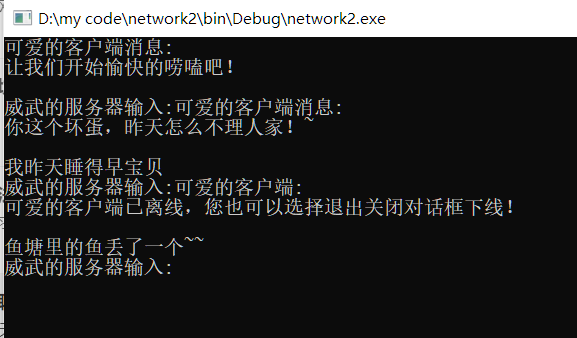 D:\my code\network2\bin\Debug\network2.exe
可爱的客户端消息:
让我们开始愉快的唠嗑吧！
威武的服务器输入:可爱的客户端消息:
你这个坏蛋，昨天怎么不理人家！~
我昨天睡得早宝贝
威武的服务器输入:可爱的客户端:
可爱的客户端已离线，您也可以选择退出关闭对话框下线！
鱼塘里的鱼丢了一个~~
威武的服务器输入: